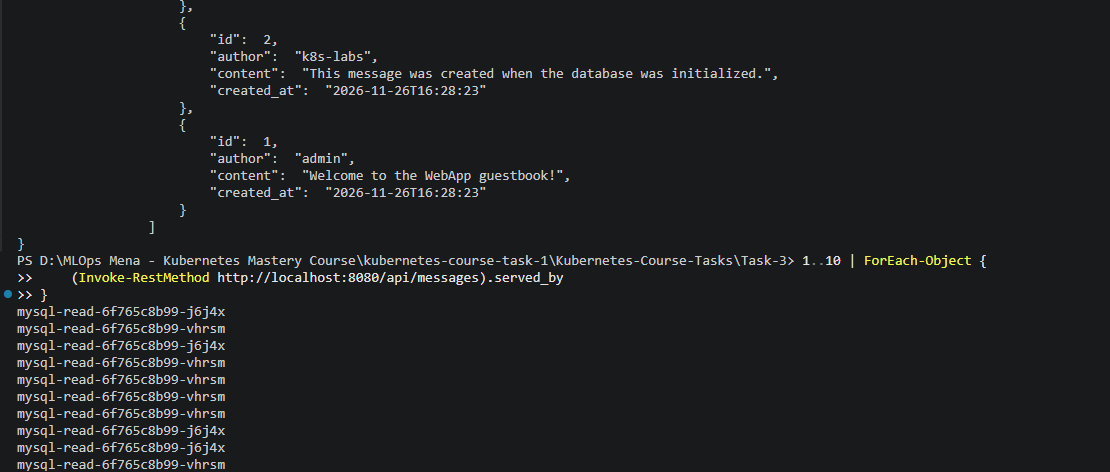 },
{
"id":  2,
"author":  "k8s-labs",
"content":  "This message was created when the database was initialized.",
"created_at":  "2026-11-26T16:28:23"
},
{
"id":  1,
"author":  "admin",
"content":  "Welcome to the WebApp guestbook!",
"created_at":  "2026-11-26T16:28:23"
}
]
}
PS D:\MLOps Mena - Kubernetes Mastery Course\kubernetes-course-task-1\Kubernetes-Course-Tasks\Task-3> 1..10 | ForEach-Object {
>>     (Invoke-RestMethod http://localhost:8080/api/messages).served_by
>> }
mysql-read-6f765c8b99-j6j4x
mysql-read-6f765c8b99-vhrsm
mysql-read-6f765c8b99-j6j4x
mysql-read-6f765c8b99-vhrsm
mysql-read-6f765c8b99-vhrsm
mysql-read-6f765c8b99-vhrsm
mysql-read-6f765c8b99-vhrsm
mysql-read-6f765c8b99-j6j4x
mysql-read-6f765c8b99-j6j4x
mysql-read-6f765c8b99-vhrsm